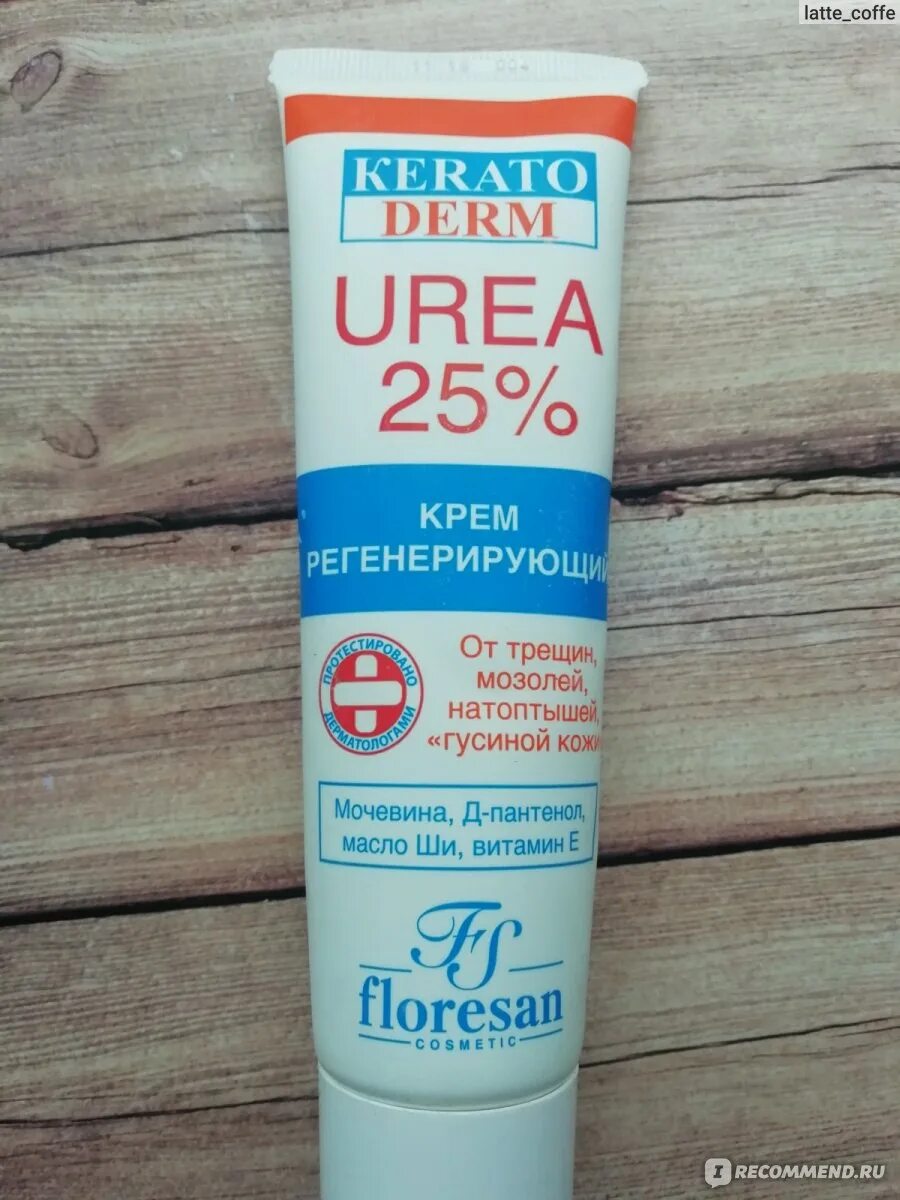 latte_coffe
KERATO
DERM
UREA
25%
КРЕМ
РЕГЕНЕРИРУЮЩИЙ
ПРОТЕСТИРОВАНО
ДЕРМАТОЛОГАМИ
От трещин,
мозолей,
натоптышей,
«гусиной кожи
Мочевина, Д-пантенол,
масло Ши, витамин Е
FS
floresan
COSMETIC
IRECOMMEND.RU